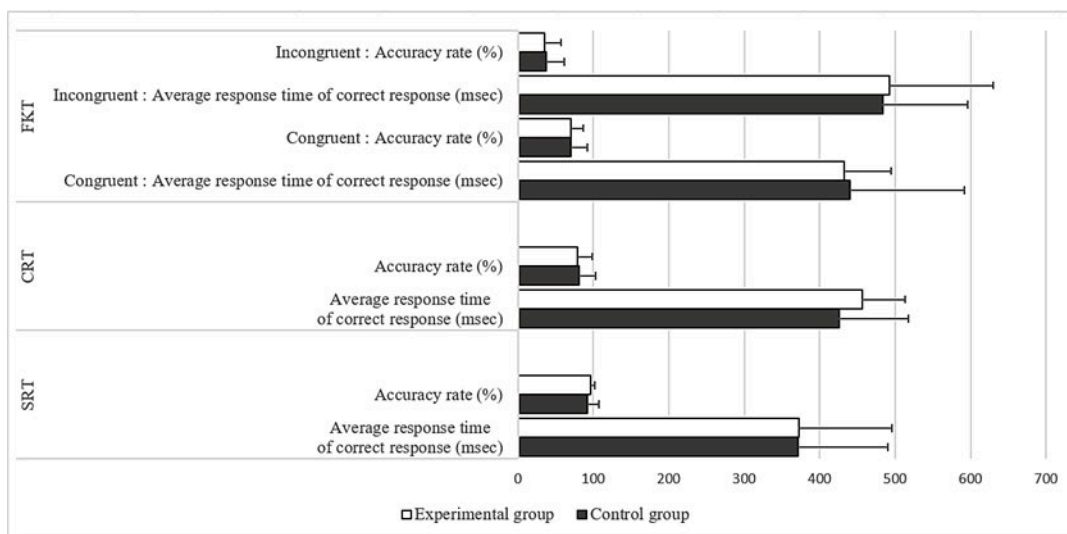 FKT
Incongruent : Accuracy rate (%)
Incongruent : Average response time of correct response (msec)
Congruent : Accuracy rate (%)
Congruent : Average response time of correct response (msec)
CRT
Accuracy rate (%)
Average response time
of correct response (msec)
SRT
Accuracy rate (%)
Average response time
of correct response (msec)
0 100 200 300 400 500 600 700
Experimental group Control group